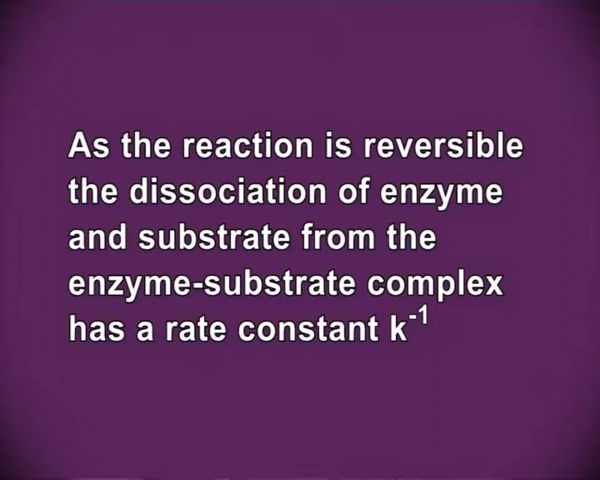 As the reaction is reversible
the dissociation of enzyme
and substrate from the
enzyme-substrate complex
has a rate constant k⁻¹